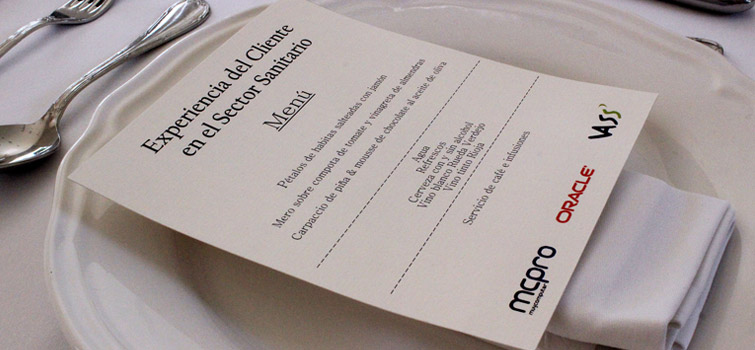 Experiencia del Cliente
en el Sector Sanitario
Menú
Pétalos de habitas salteadas con jamón
Mero sobre compota de tomate y vinagreta de almendras
Carpaccio de piña & mousse de chocolate al aceite de oliva
Agua
Refrescos
Cerveza con y sin alcohol
Vino blanco Rueda Verdejo
Vino tinto Rioja
Servicio de café e infusiones
mcpro
muycomputer
ORACLE
VASS